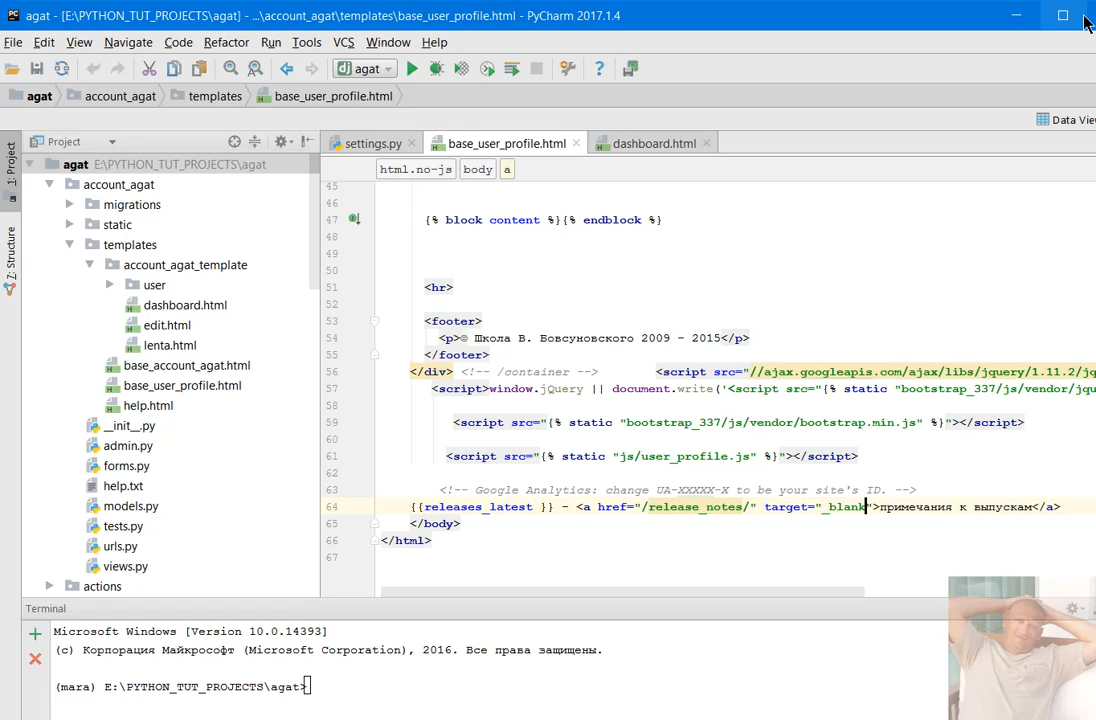 agat - [E:\PYTHON_TUT_PROJECTS\agat] - ...\account_agat\templates\base_user_profile.html - PyCharm 2017.1.4
File Edit View Navigate Code Refactor Run Tools VCS Window Help
agat
agat account_agat templates base_user_profile.html
Data Vie
1: Project
7: Structure
Project
settings.py base_user_profile.html dashboard.html
html.no-js body a
agat E:\PYTHON_TUT_PROJECTS\agat
account_agat
migrations
static
templates
account_agat_template
user
dashboard.html
edit.html
lenta.html
base_account_agat.html
base_user_profile.html
help.html
__init__.py
admin.py
forms.py
help.txt
models.py
tests.py
urls.py
views.py
actions
45
46
47 {% block content %}{% endblock %}
48
49
50
51 <hr>
52
53 <footer>
54 <p>© Школа В. Бовсуновского 2009 - 2015</p>
55 </footer>
56 </div> <!-- /container --> <script src="//ajax.googleapis.com/ajax/libs/jquery/1.11.2/jq
57 <script>window.jQuery || document.write('<script src="{% static "bootstrap_337/js/vendor/jqu
58
59 <script src="{% static "bootstrap_337/js/vendor/bootstrap.min.js" %}"></script>
60
61 <script src="{% static "js/user_profile.js" %}"></script>
62
63 <!-- Google Analytics: change UA-XXXXX-X to be your site's ID. -->
64 {{releases_latest }} - <a href="/release_notes/" target="_blank">примечания к выпускам</a>
65 </body>
66 </html>
67
Terminal
Microsoft Windows [Version 10.0.14393]
(c) Корпорация Майкрософт (Microsoft Corporation), 2016. Все права защищены.
(mara) E:\PYTHON_TUT_PROJECTS\agat>